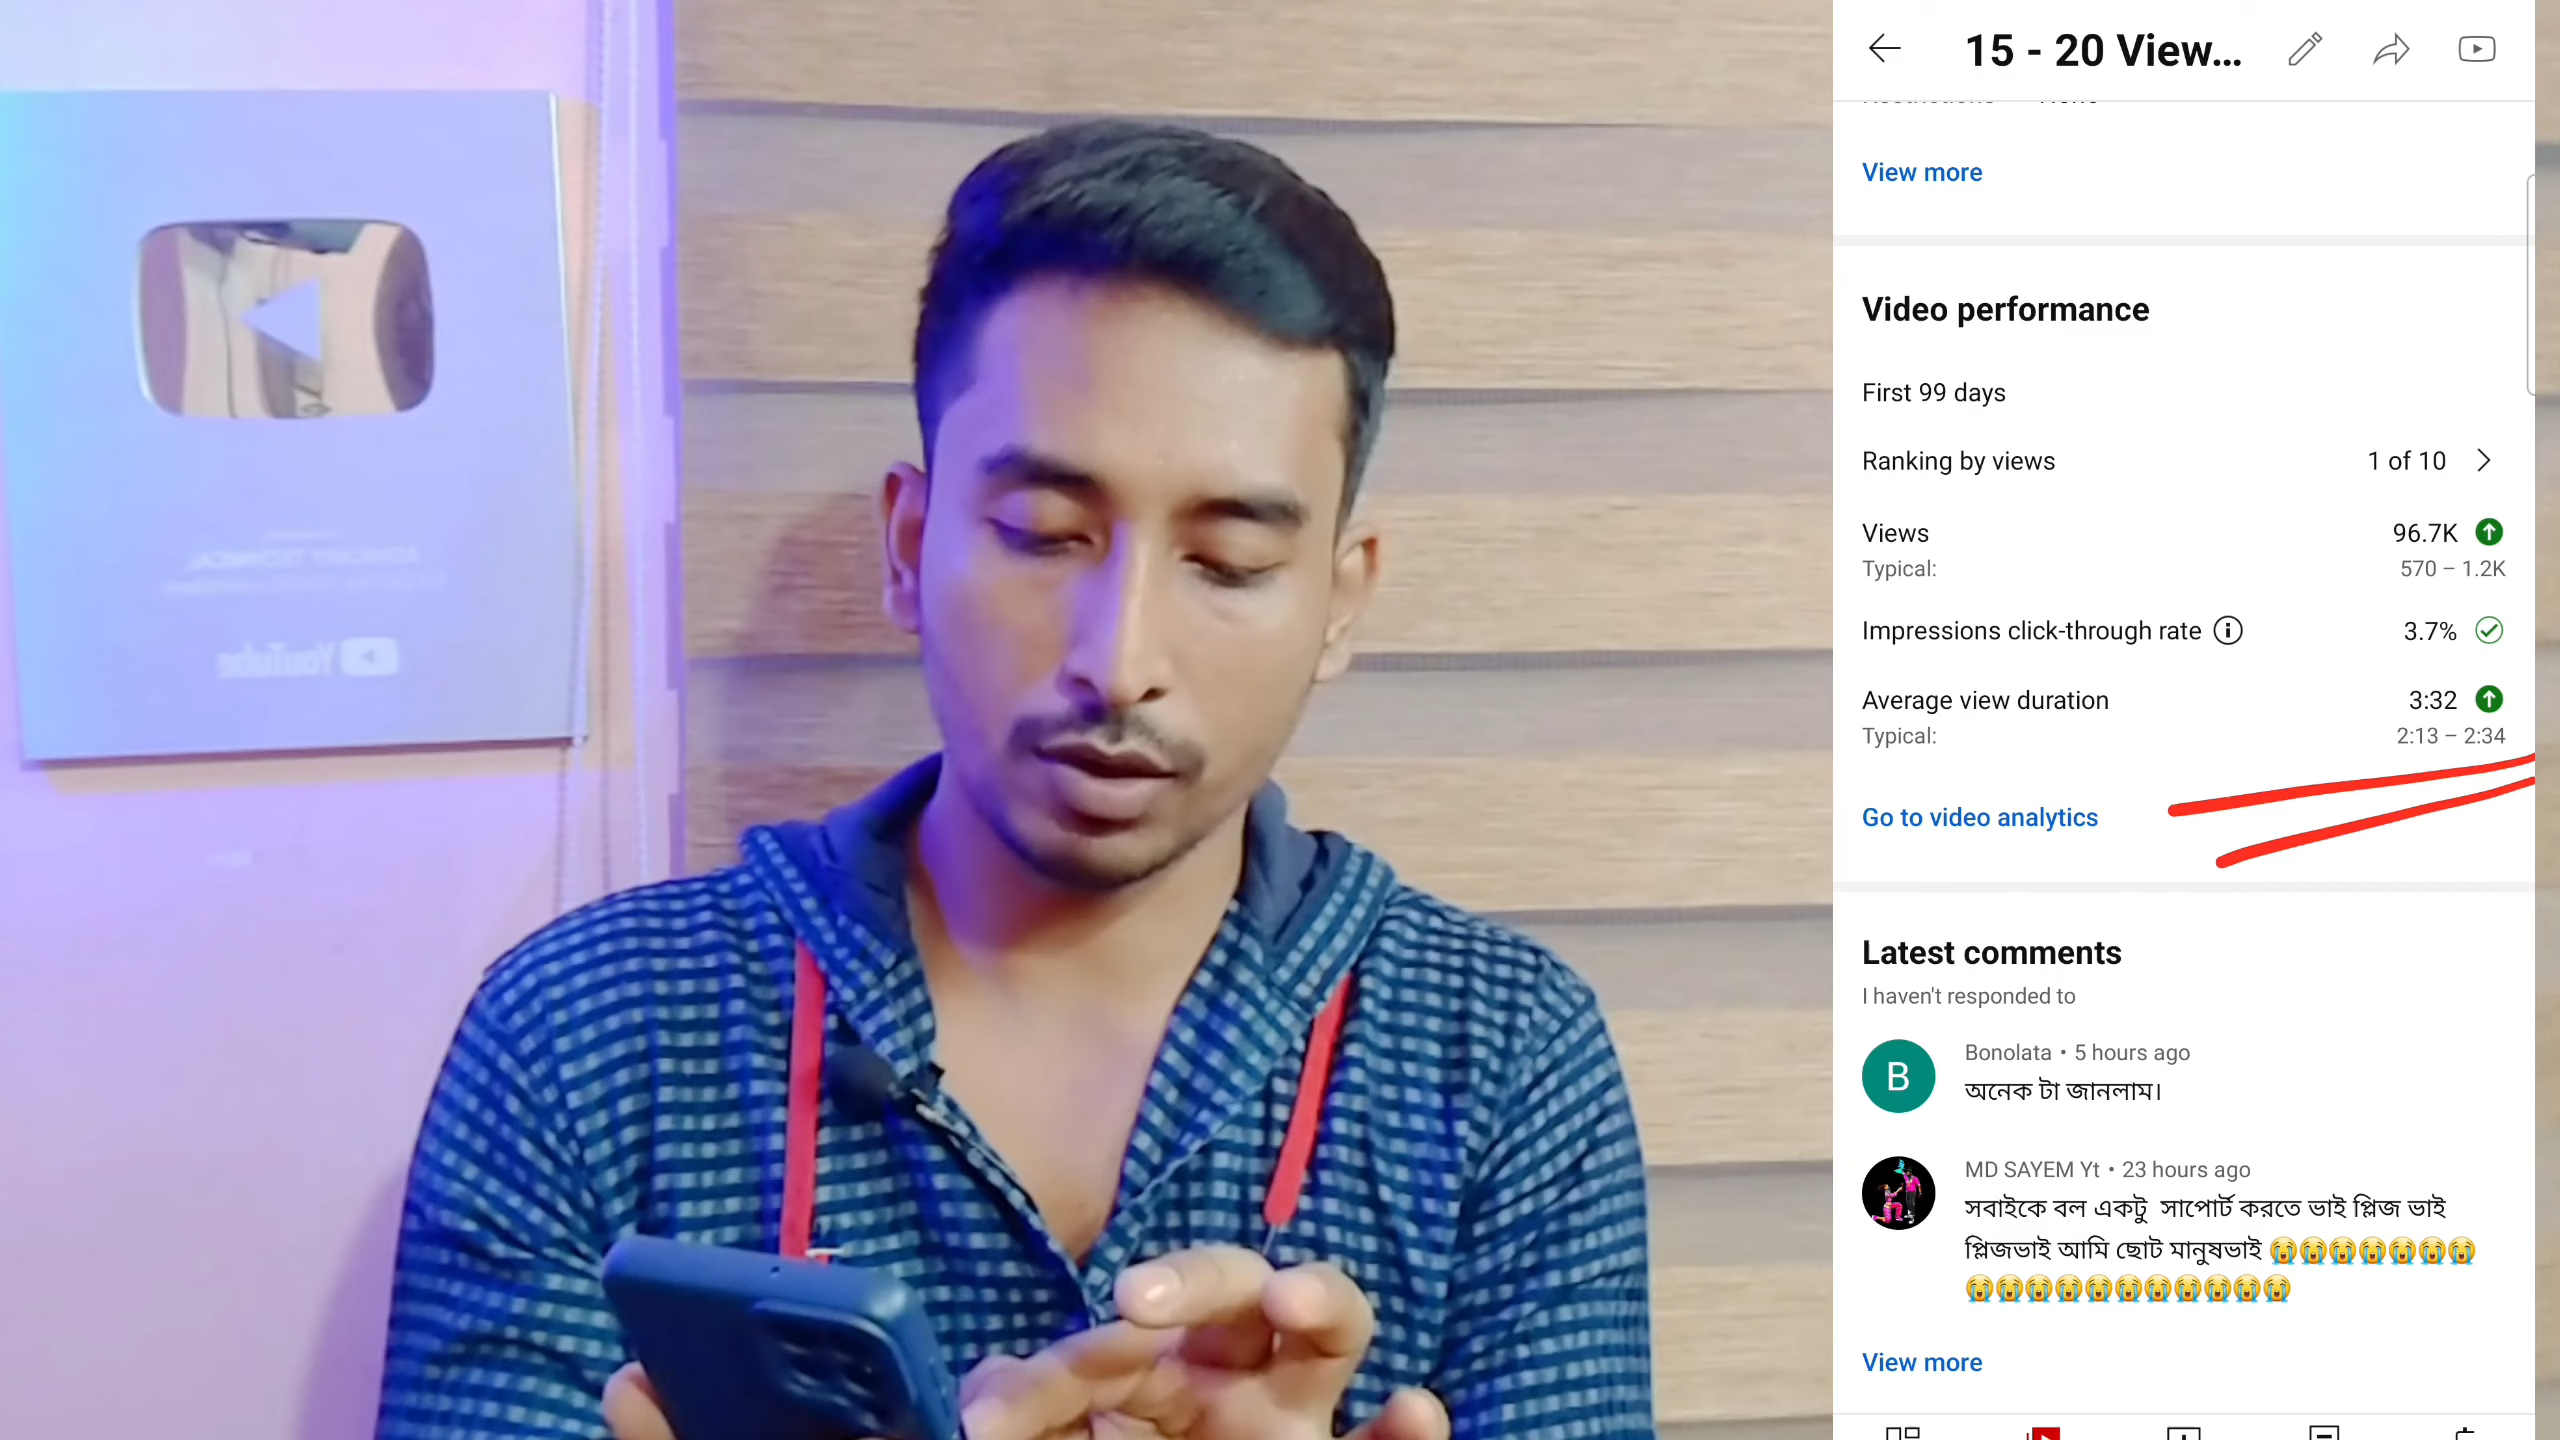 15 - 20 View...
View more
Video performance
First 99 days
Ranking by views 1 of 10
Views 96.7K
Typical: 570 – 1.2K
Impressions click-through rate 3.7%
Average view duration 3:32
Typical: 2:13 – 2:34
Go to video analytics
Latest comments
I haven't responded to
B
Bonolata • 5 hours ago
অনেক টা জানলাম।
MD SAYEM Yt • 23 hours ago
সবাইকে বল একটু সাপোর্ট করতে ভাই প্লিজ ভাই
প্লিজভাই আমি ছোট মানুষভাই 😭😭😭😭😭😭😭
😭😭😭😭😭😭😭😭😭😭😭
View more
YouTube